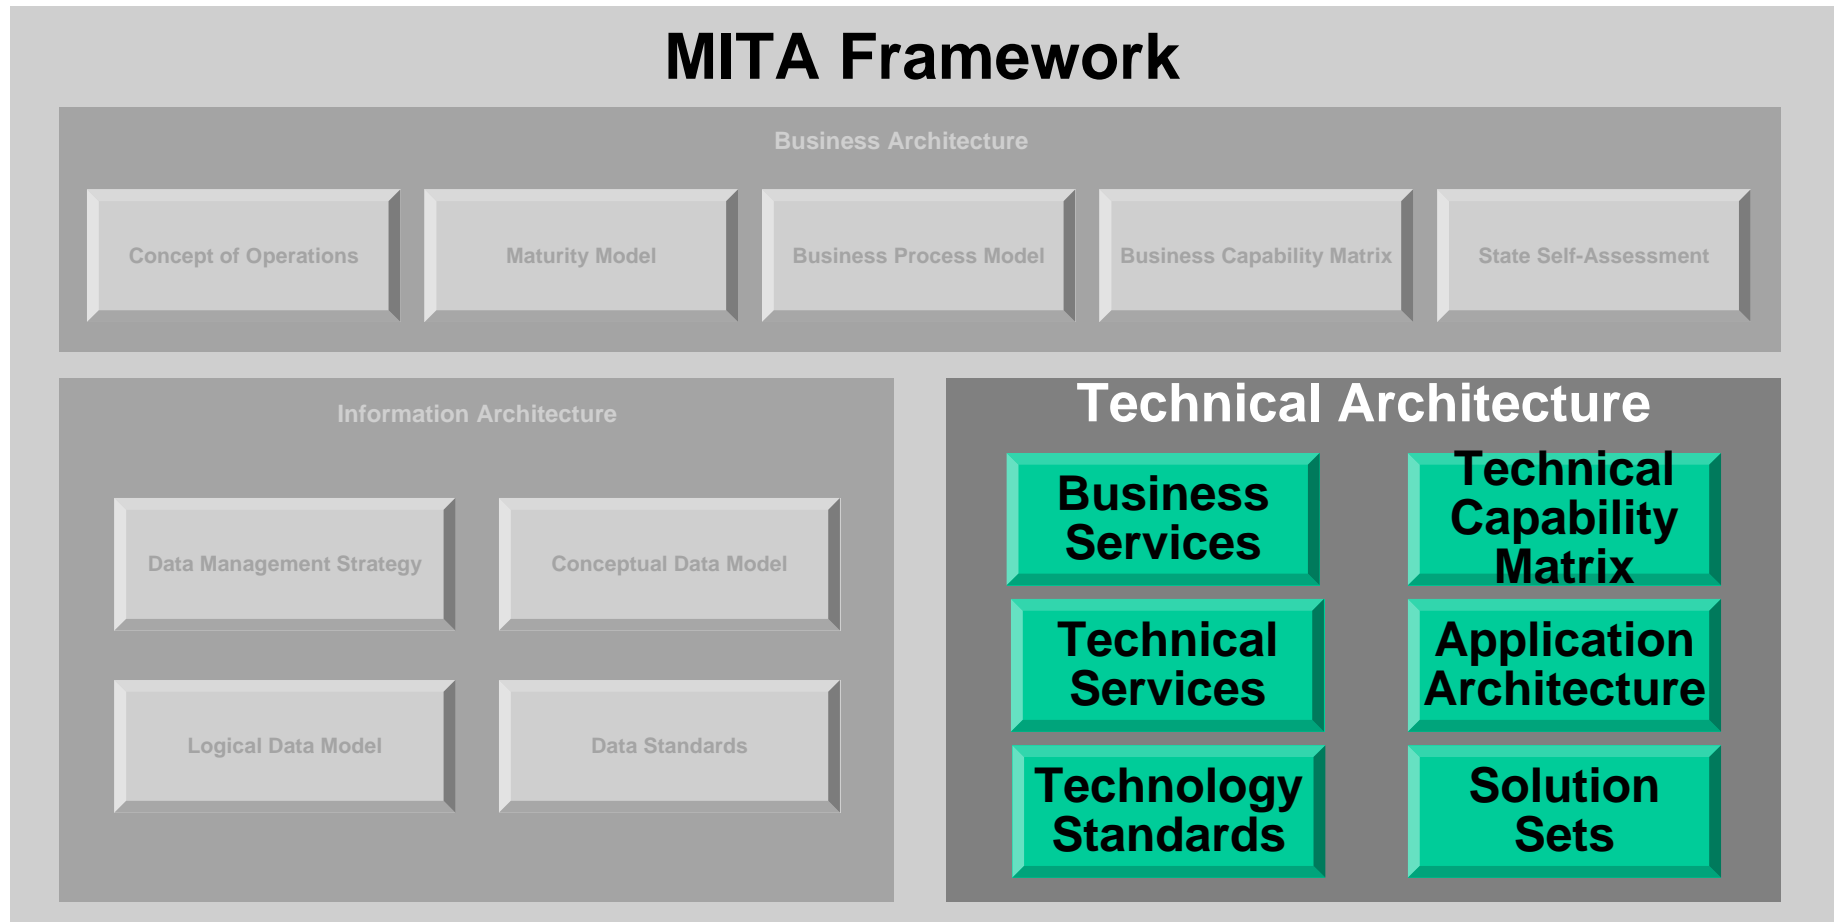 MITA Framework
Business Architecture
Concept of Operations
Maturity Model
Business Process Model
Business Capability Matrix
State Self-Assessment
Information Architecture
Data Management Strategy
Conceptual Data Model
Logical Data Model
Data Standards
Technical Architecture
Business
Services
Technical
Capability
Matrix
Technical
Services
Application
Architecture
Technology
Standards
Solution
Sets